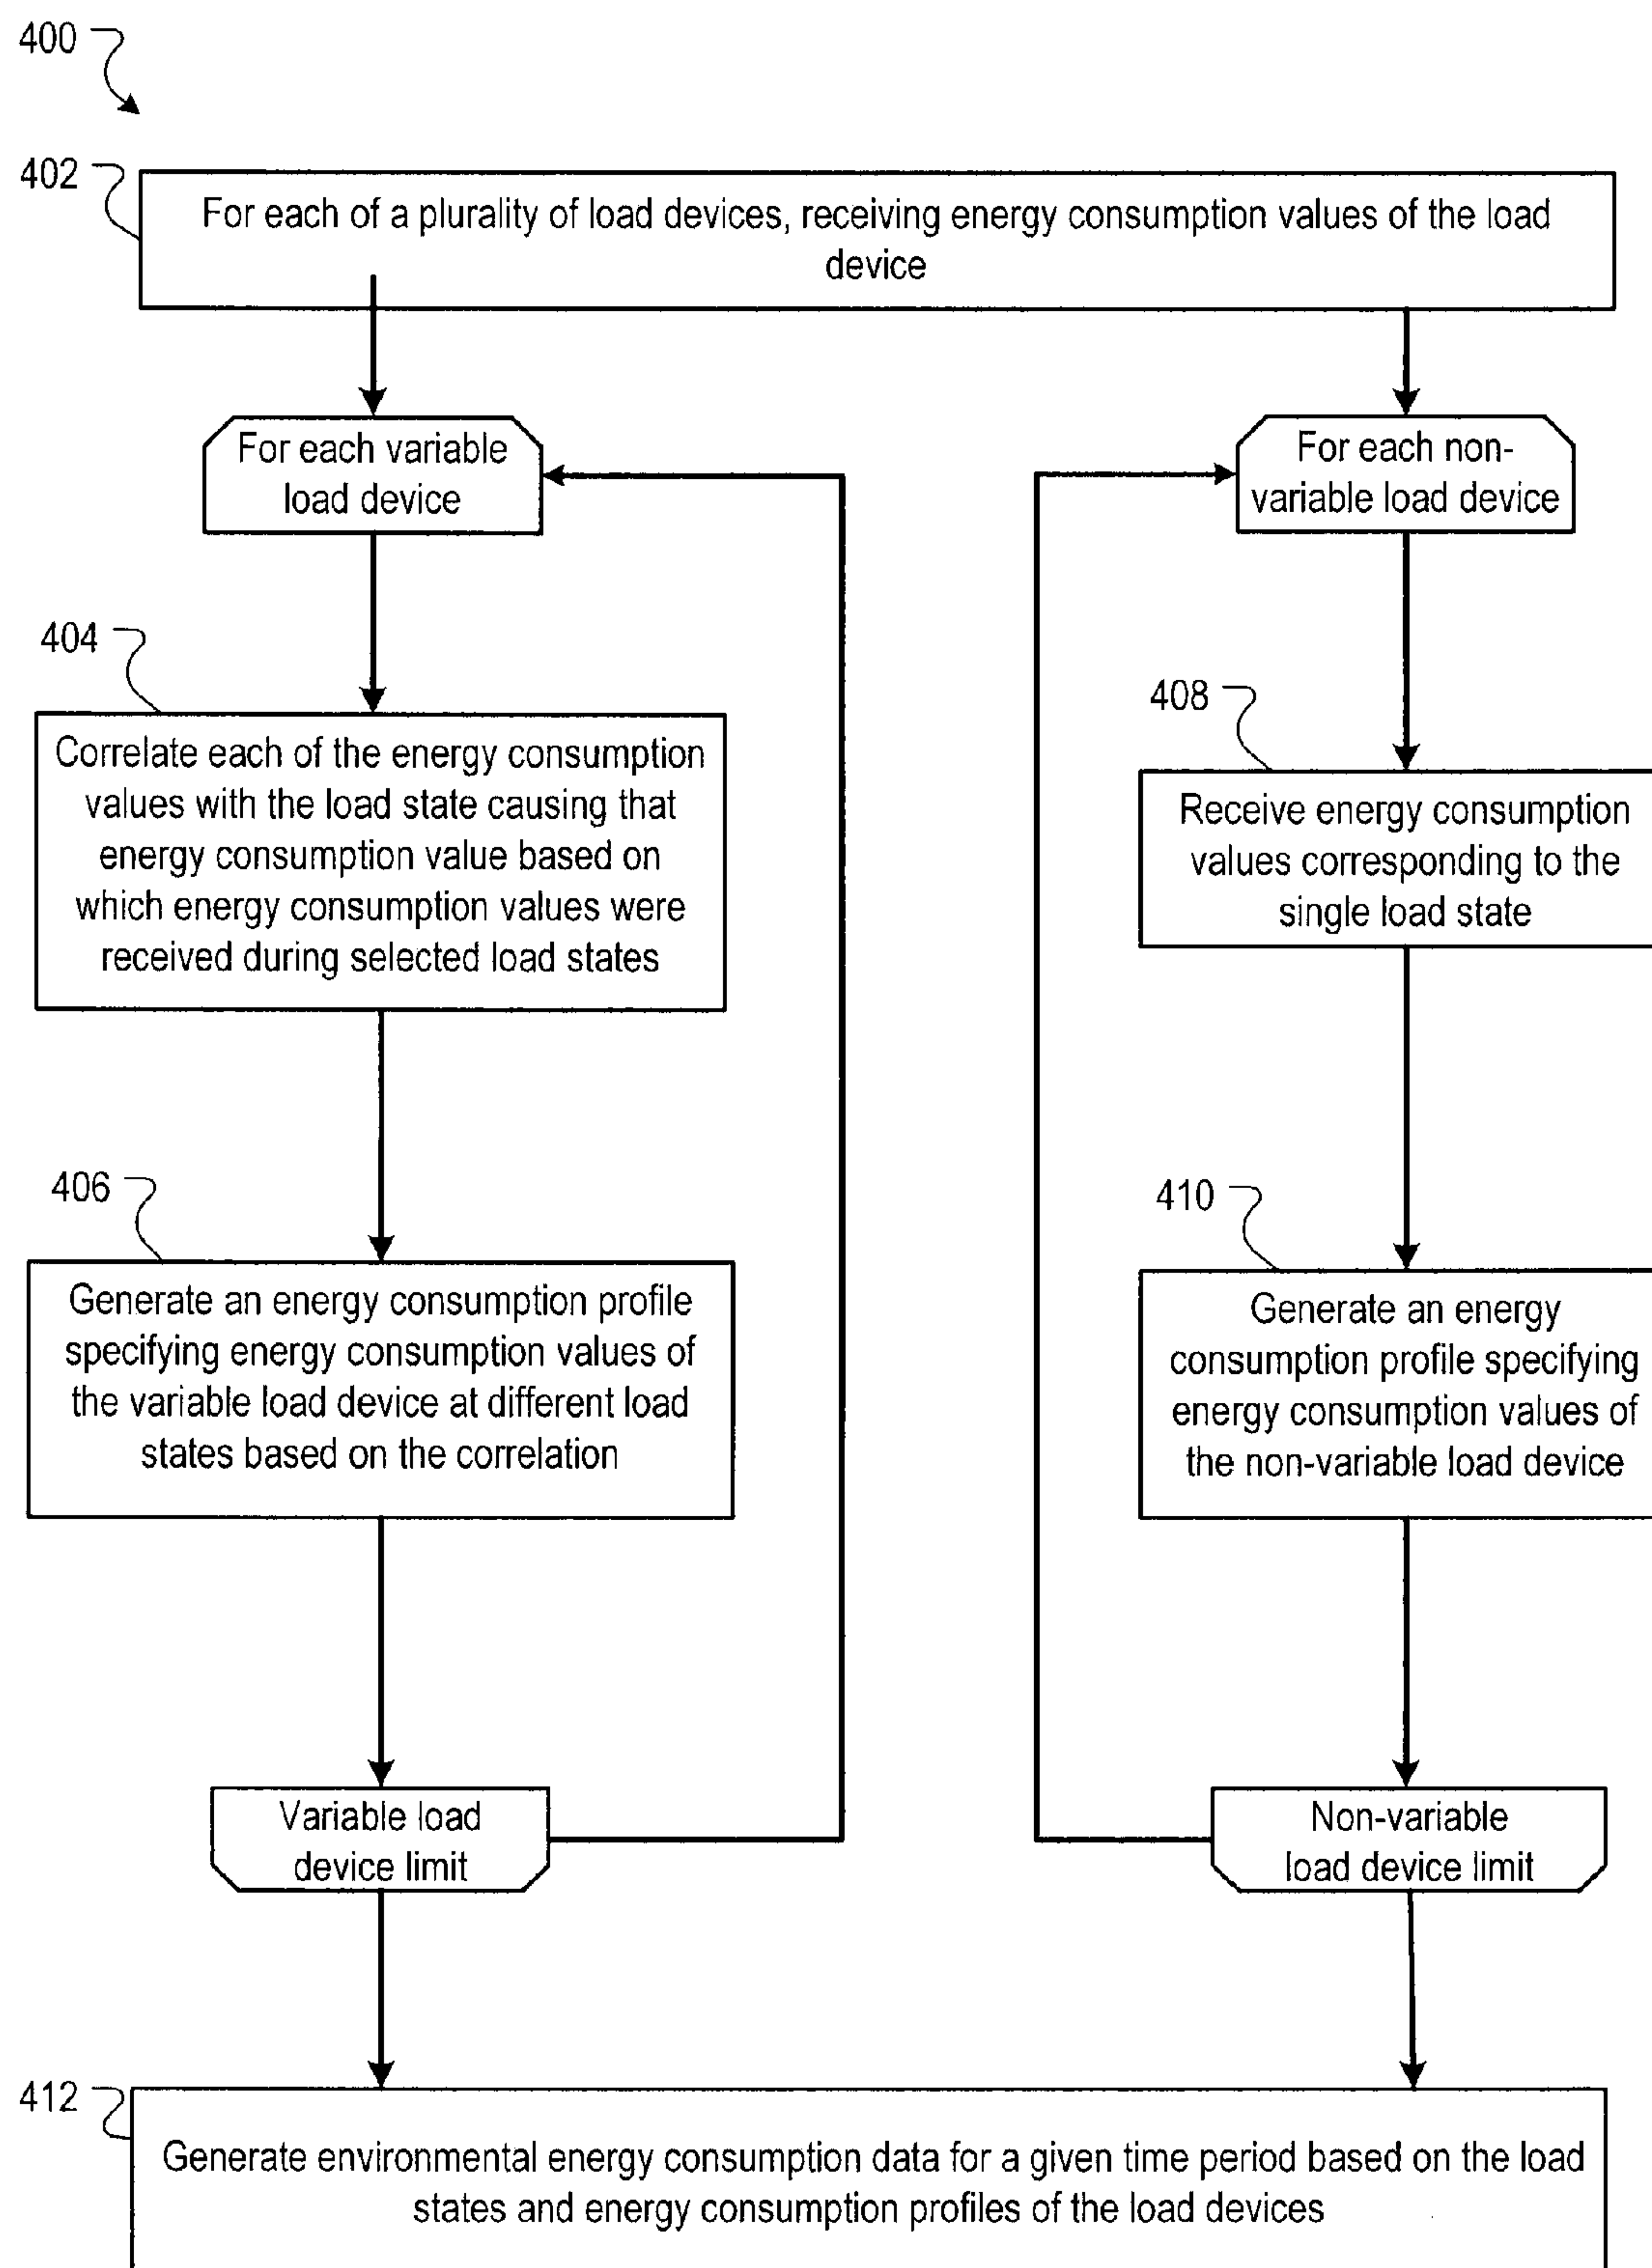 400
402
For each of a plurality of load devices, receiving energy consumption values of the load
device
For each variable
load device
For each non-
variable load device
404
Correlate each of the energy consumption
values with the load state causing that
energy consumption value based on
which energy consumption values were
received during selected load states
408
Receive energy consumption
values corresponding to the
single load state
406
Generate an energy consumption profile
specifying energy consumption values of
the variable load device at different load
states based on the correlation
410
Generate an energy
consumption profile specifying
energy consumption values of
the non-variable load device
Variable load
device limit
Non-variable
load device limit
412
Generate environmental energy consumption data for a given time period based on the load
states and energy consumption profiles of the load devices